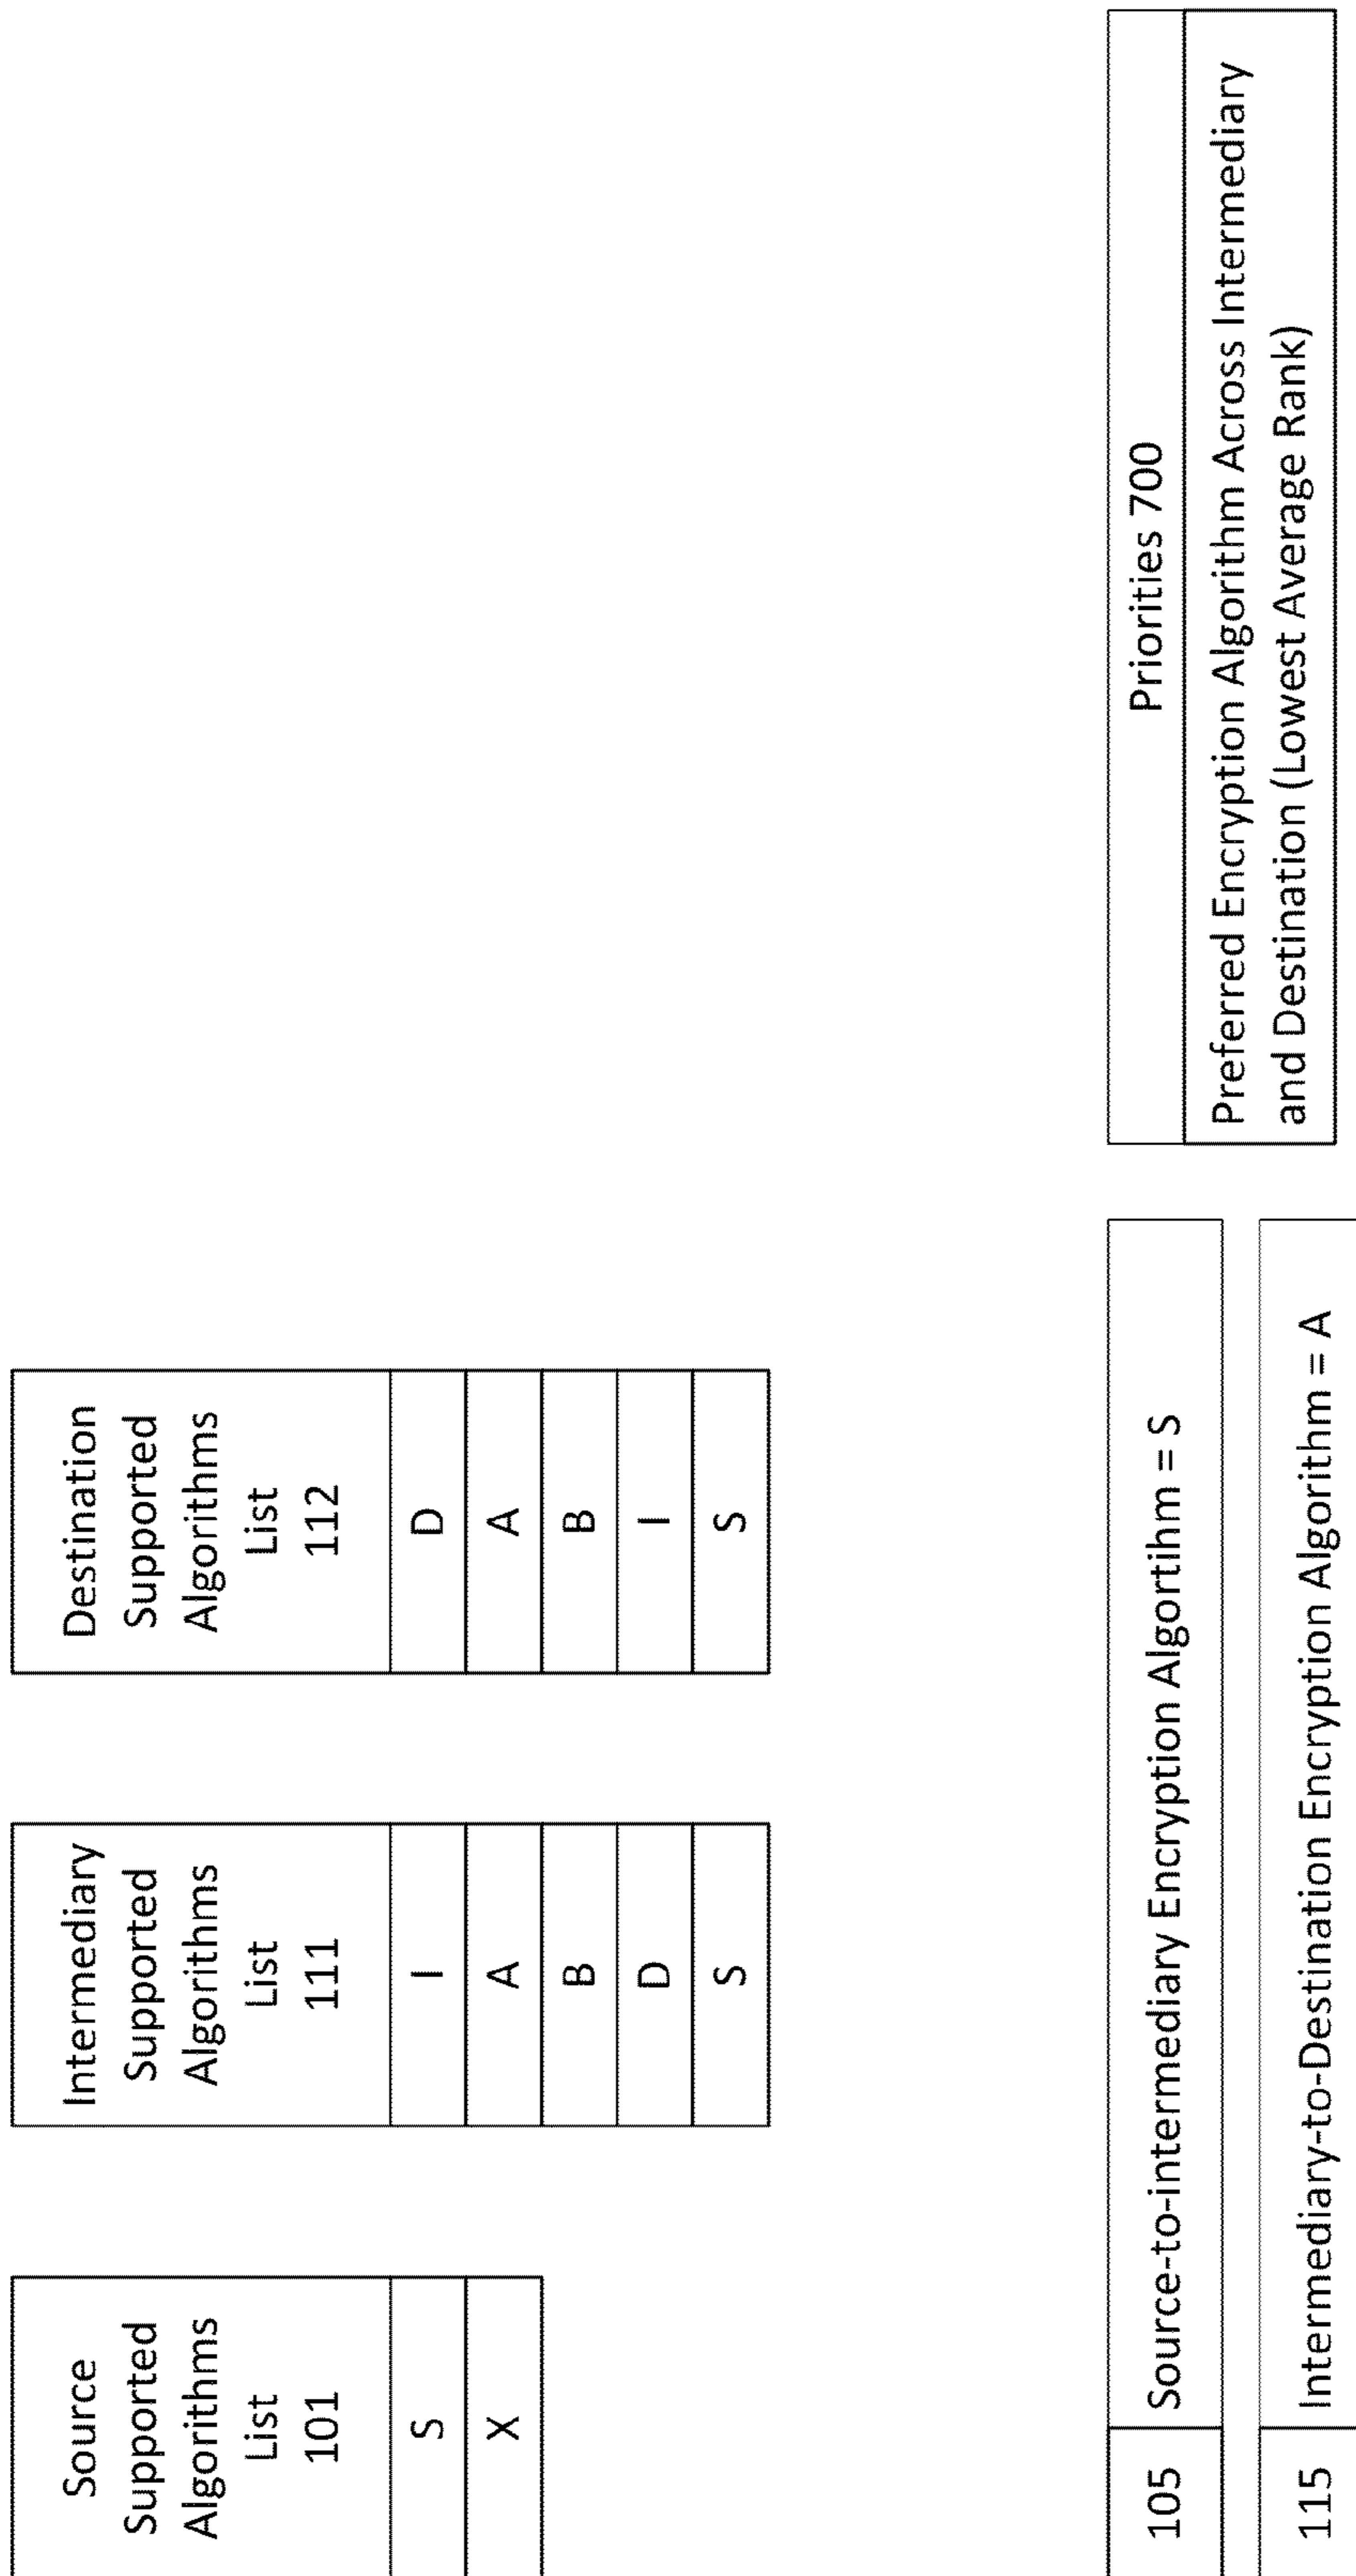 Source
Supported
Algorithms
List
101
S
X
Intermediary
Supported
Algorithms
List
111
I
A
B
D
S
Destination
Supported
Algorithms
List
112
D
A
B
I
S
105 Source-to-intermediary Encryption Algortihm = S
115 Intermediary-to-Destination Encryption Algorithm = A
Priorities 700
Preferred Encryption Algorithm Across Intermediary
and Destination (Lowest Average Rank)